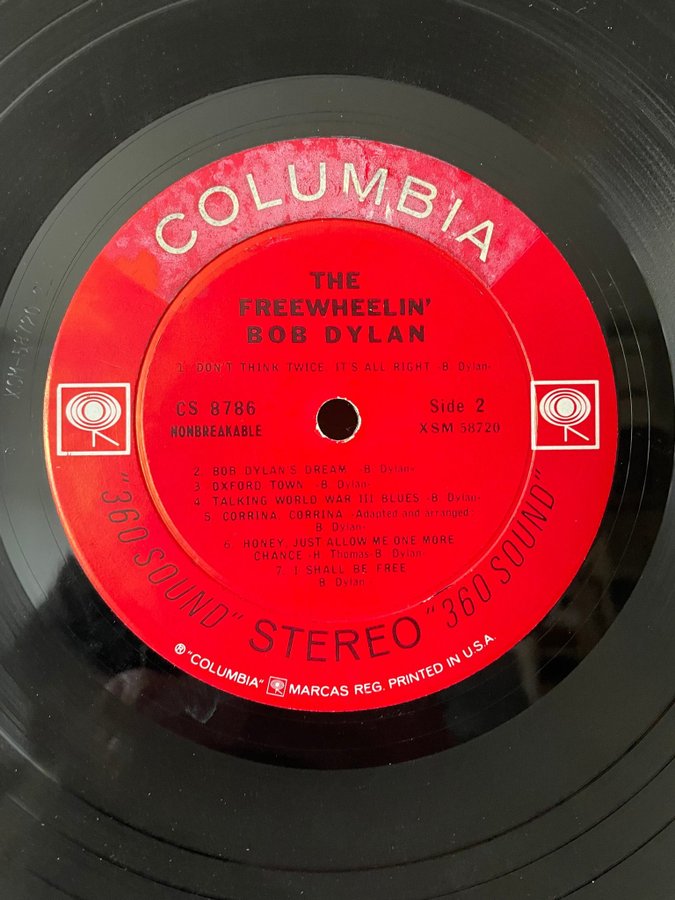 COLUMBIA
THE
FREEWHEELIN'
BOB DYLAN
1 DON'T THINK TWICE, IT'S ALL RIGHT -B. Dylan-
CS 8786
NONBREAKABLE
Side 2
XSM 58720
2 BOB DYLAN'S DREAM -B. Dylan-
3 OXFORD TOWN -B. Dylan-
4 TALKING WORLD WAR III BLUES -B. Dylan-
5 CORRINA, CORRINA -Adapted and arranged:
B. Dylan-
6 HONEY, JUST ALLOW ME ONE MORE
CHANCE -H. Thomas-B. Dylan-
7 I SHALL BE FREE
B. Dylan
"360 SOUND" STEREO "360 SOUND"
® "COLUMBIA" MARCAS REG. PRINTED IN U.S.A.
XSM-58720